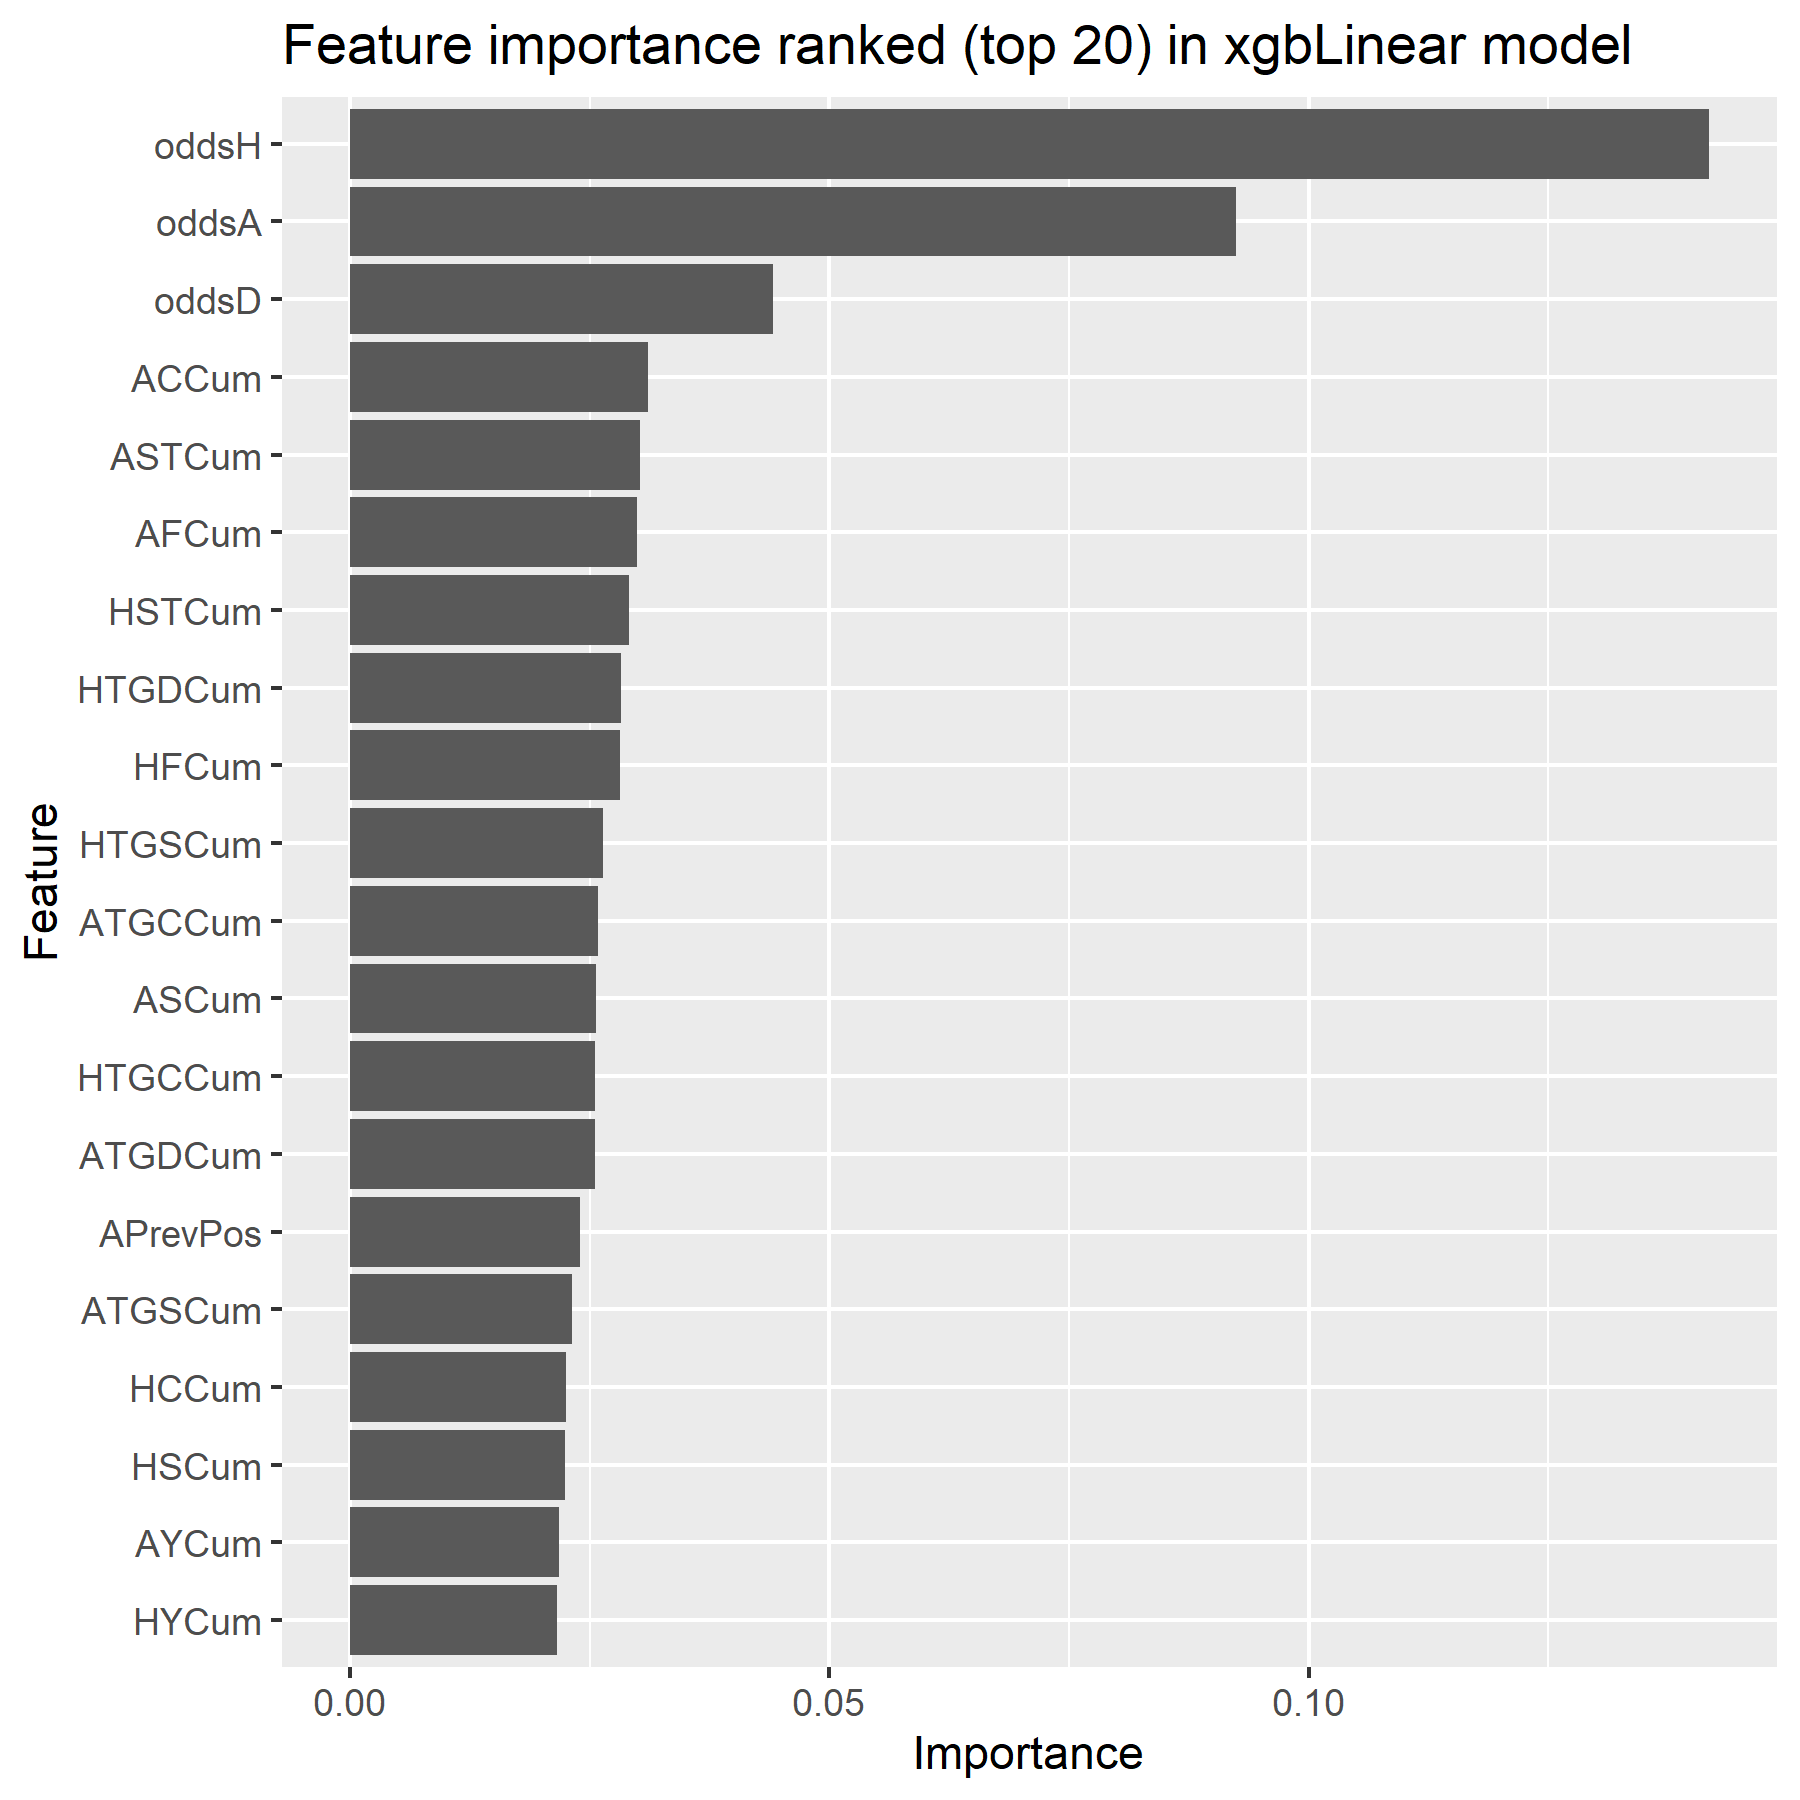 Feature importance ranked (top 20) in xgbLinear model
Feature
oddsH
oddsA
oddsD
ACCum
ASTCum
AFCum
HSTCum
HTGDCum
HFCum
HTGSCum
ATGCCum
ASCum
HTGCCum
ATGDCum
APrevPos
ATGSCum
HCCum
HSCum
AYCum
HYCum
0.00 0.05 0.10
Importance